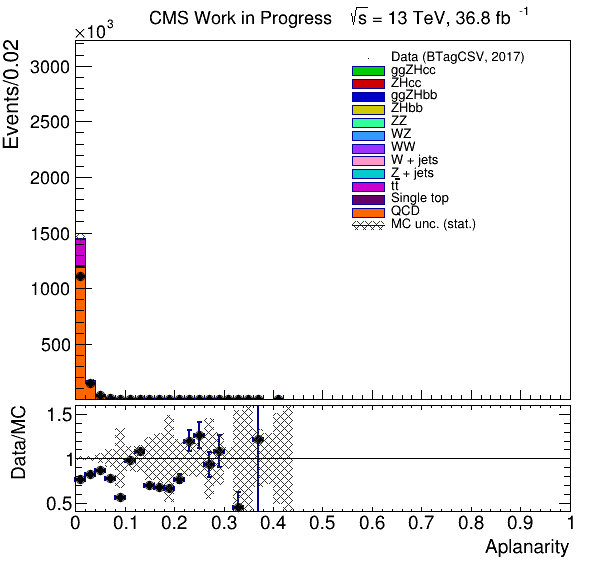 CMS Work in Progress √s = 13 TeV, 36.8 fb⁻¹
×10³
Events/0.02
3000
2500
2000
1500
1000
500
Data (BTagCSV, 2017)
ggZHcc
ZHcc
ggZHbb
ZHbb
ZZ
WZ
WW
W + jets
Z + jets
tt̅
Single top
QCD
MC unc. (stat.)
Data/MC
1.5
1
0.5
0 0.1 0.2 0.3 0.4 0.5 0.6 0.7 0.8 0.9 1
Aplanarity